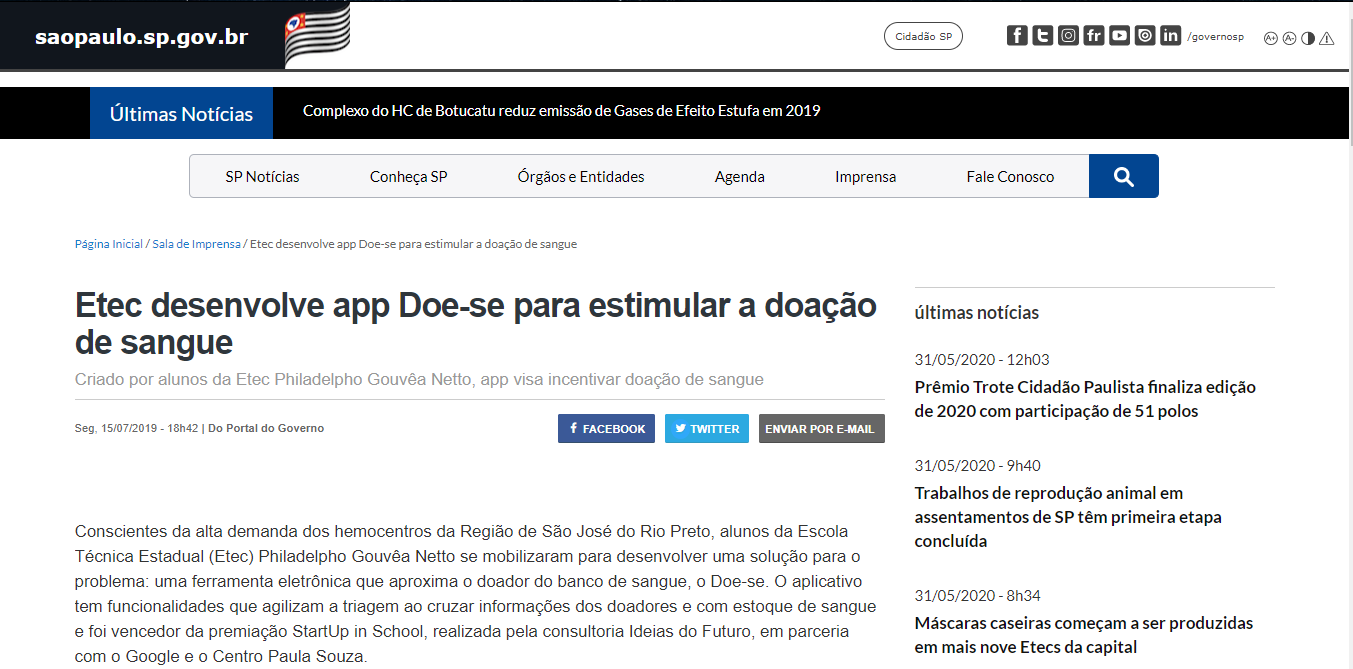 saopaulo.sp.gov.br
Cidadão SP
/governosp
A+ A-
Últimas Notícias
Complexo do HC de Botucatu reduz emissão de Gases de Efeito Estufa em 2019
SP Notícias Conheça SP Órgãos e Entidades Agenda Imprensa Fale Conosco
Página Inicial / Sala de Imprensa / Etec desenvolve app Doe-se para estimular a doação de sangue
Etec desenvolve app Doe-se para estimular a doação
de sangue
Criado por alunos da Etec Philadelpho Gouvêa Netto, app visa incentivar doação de sangue
Seg, 15/07/2019 - 18h42 | Do Portal do Governo
FACEBOOK TWITTER ENVIAR POR E-MAIL
Conscientes da alta demanda dos hemocentros da Região de São José do Rio Preto, alunos da Escola
Técnica Estadual (Etec) Philadelpho Gouvêa Netto se mobilizaram para desenvolver uma solução para o
problema: uma ferramenta eletrônica que aproxima o doador do banco de sangue, o Doe-se. O aplicativo
tem funcionalidades que agilizam a triagem ao cruzar informações dos doadores e com estoque de sangue
e foi vencedor da premiação StartUp in School, realizada pela consultoria Ideias do Futuro, em parceria
com o Google e o Centro Paula Souza.
últimas notícias
31/05/2020 - 12h03
Prêmio Trote Cidadão Paulista finaliza edição
de 2020 com participação de 51 polos
31/05/2020 - 9h40
Trabalhos de reprodução animal em
assentamentos de SP têm primeira etapa
concluída
31/05/2020 - 8h34
Máscaras caseiras começam a ser produzidas
em mais nove Etecs da capital